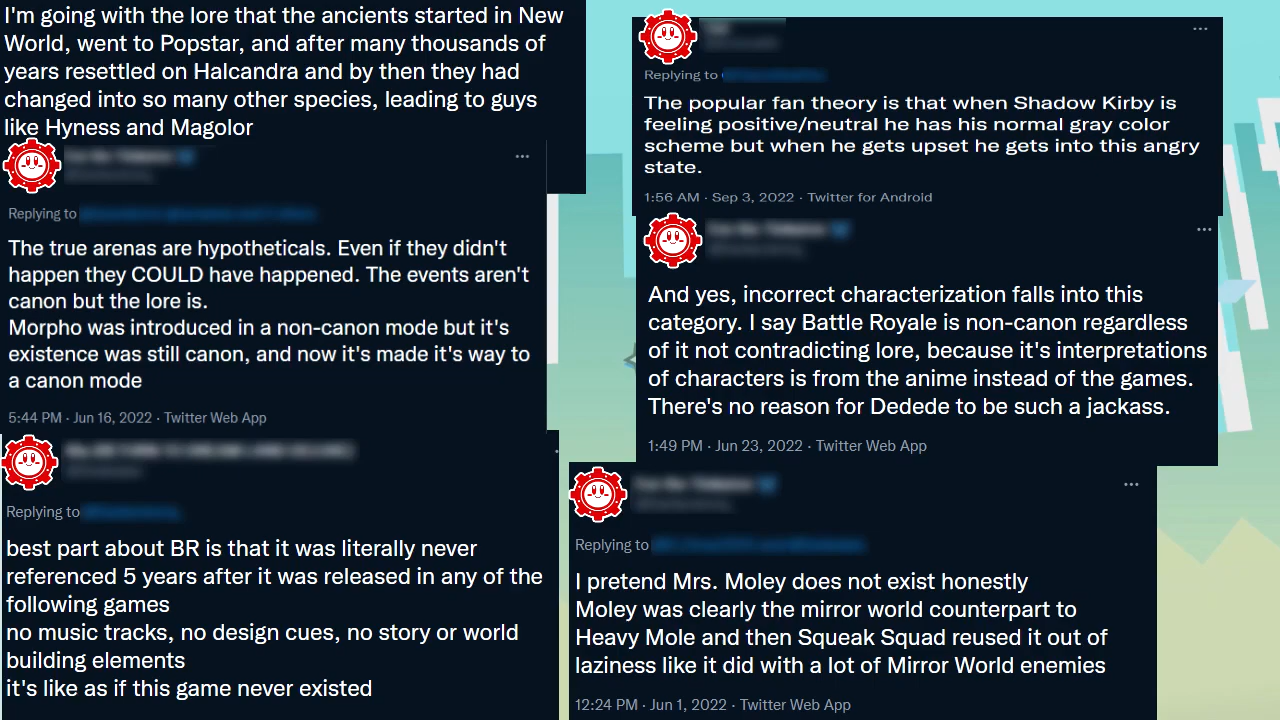 I'm going with the lore that the ancients started in New
World, went to Popstar, and after many thousands of
years resettled on Halcandra and by then they had
changed into so many other species, leading to guys
like Hyness and Magolor
Replying to
The true arenas are hypotheticals. Even if they didn't
happen they COULD have happened. The events aren't
canon but the lore is.
Morpho was introduced in a non-canon mode but it's
existence was still canon, and now it's made it's way to
a canon mode
5:44 PM · Jun 16, 2022 · Twitter Web App
Replying to
best part about BR is that it was literally never
referenced 5 years after it was released in any of the
following games
no music tracks, no design cues, no story or world
building elements
it's like as if this game never existed
Replying to
The popular fan theory is that when Shadow Kirby is
feeling positive/neutral he has his normal gray color
scheme but when he gets upset he gets into this angry
state.
1:56 AM · Sep 3, 2022 · Twitter for Android
And yes, incorrect characterization falls into this
category. I say Battle Royale is non-canon regardless
of it not contradicting lore, because it's interpretations
of characters is from the anime instead of the games.
There's no reason for Dedede to be such a jackass.
1:49 PM · Jun 23, 2022 · Twitter Web App
Replying to
I pretend Mrs. Moley does not exist honestly
Moley was clearly the mirror world counterpart to
Heavy Mole and then Squeak Squad reused it out of
laziness like it did with a lot of Mirror World enemies
12:24 PM · Jun 1, 2022 · Twitter Web App